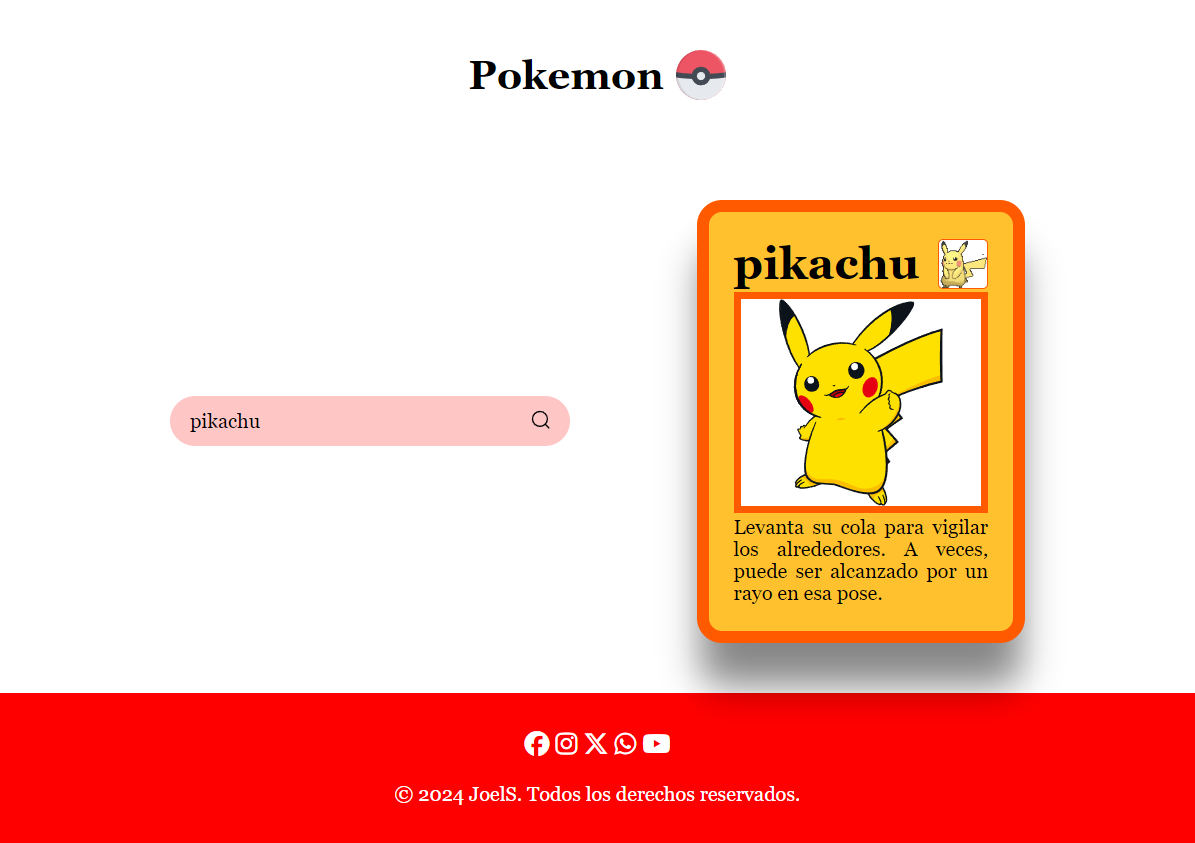 Pokemon
pikachu
pikachu
Levanta su cola para vigilar
los alrededores. A veces,
puede ser alcanzado por un
rayo en esa pose.
© 2024 JoelS. Todos los derechos reservados.